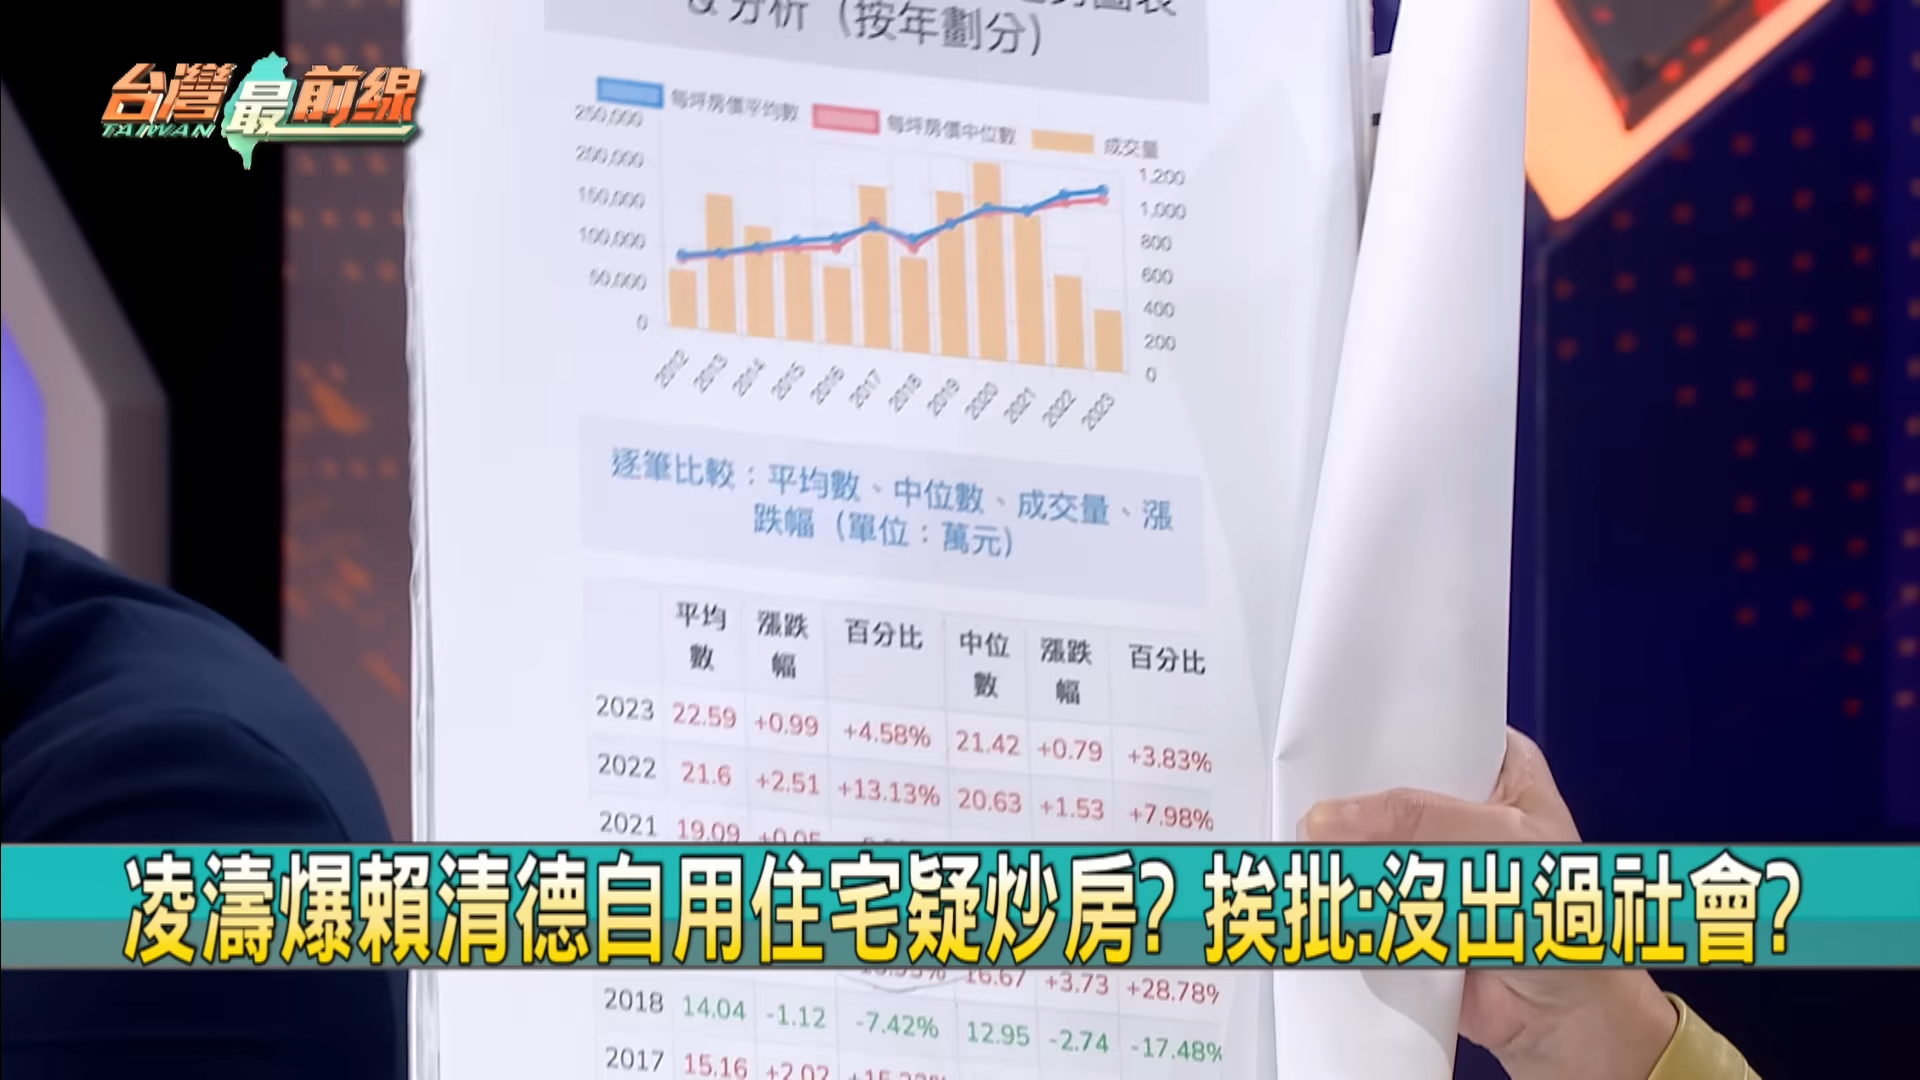 台灣最前線
TAIWAN
&分析（按年劃分）
每坪房價平均數 每坪房價中位數 成交量
250,000
200,000
150,000
100,000
50,000
0
1,200
1,000
800
600
400
200
0
2012 2013 2014 2015 2016 2017 2018 2019 2020 2021 2022 2023
逐筆比較：平均數、中位數、成交量、漲
跌幅（單位：萬元）
平均數 漲跌幅 百分比 中位數 漲跌幅 百分比
2023 22.59 +0.99 +4.58% 21.42 +0.79 +3.83%
2022 21.6 +2.51 +13.13% 20.63 +1.53 +7.98%
2021 19.09 +0.05
凌濤爆賴清德自用住宅疑炒房? 挨批:沒出過社會?
16.67 +3.73 +28.78%
2018 14.04 -1.12 -7.42% 12.95 -2.74 -17.48%
2017 15.16 +2.02